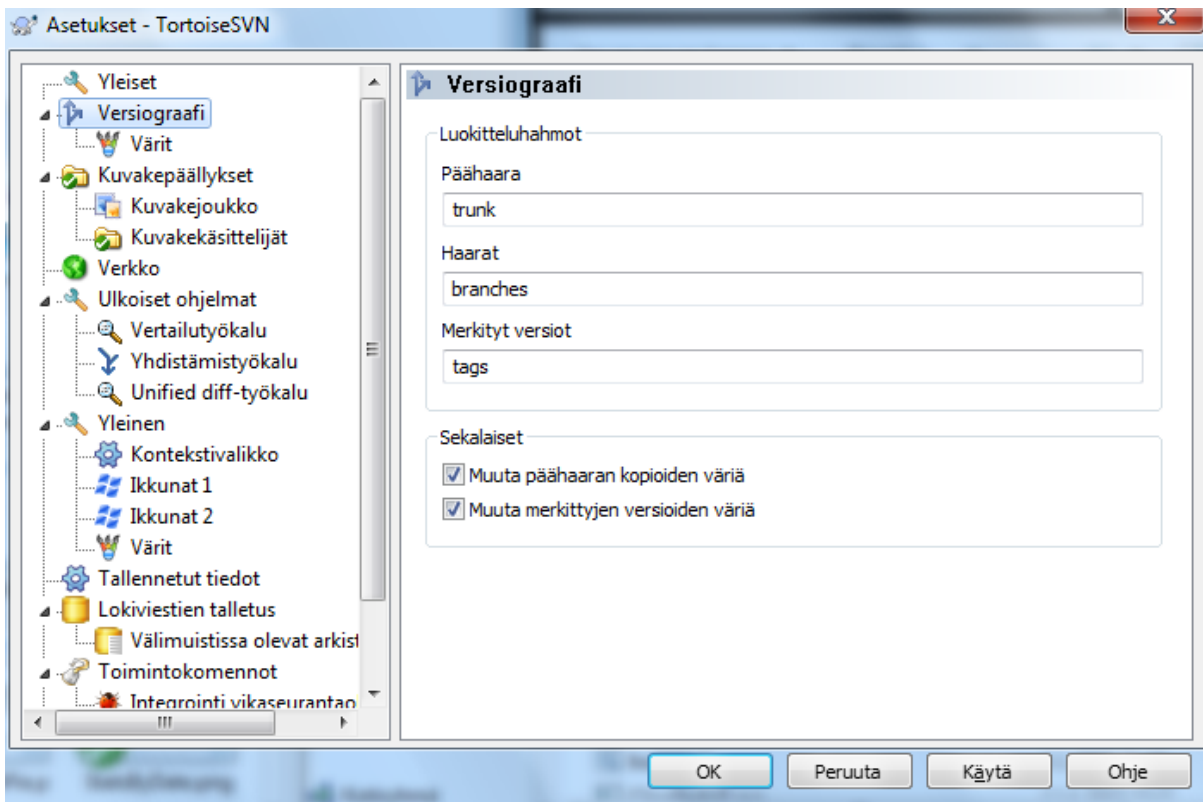 Asetukset - TortoiseSVN
Yleiset
Versiograafi
Värit
Kuvakepäällykset
Kuvakejoukko
Kuvakekäsittelijät
Verkko
Ulkoiset ohjelmat
Vertailutyökalu
Yhdistämistyökalu
Unified diff-työkalu
Yleinen
Kontekstivalikko
Ikkunat 1
Ikkunat 2
Värit
Tallennetut tiedot
Lokiviestien talletus
Välimuistissa olevat arkist
Toimintokomennot
Integrointi vikaseurantao
Versiograafi
Luokitteluhahmot
Päähaara
trunk
Haarat
branches
Merkityt versiot
tags
Sekalaiset
Muuta päähaaran kopioiden väriä
Muuta merkittyjen versioiden väriä
OK
Peruuta
Käytä
Ohje